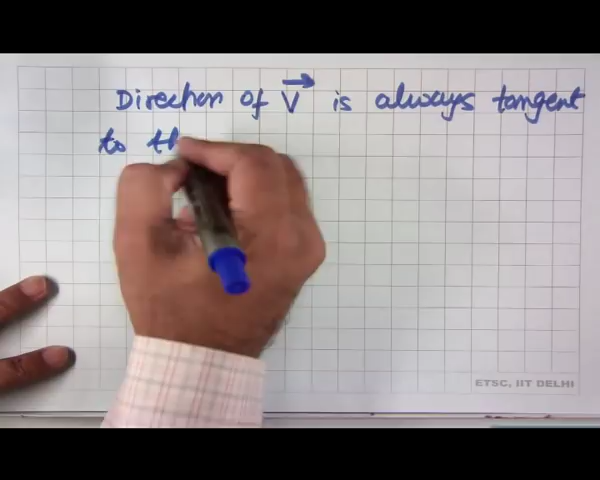 Direction of V is always tangent
to th
ETSC, IIT DELHI